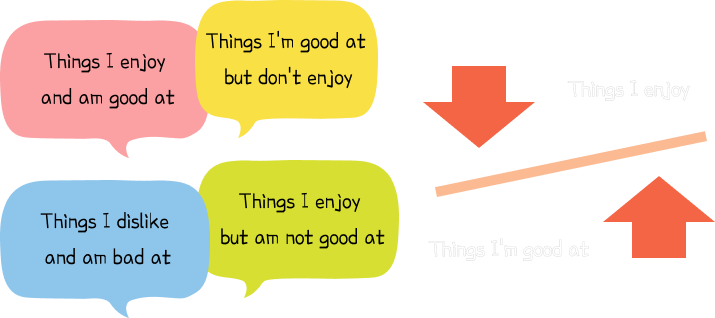 Things I enjoy
and am good at
Things I'm good at
but don't enjoy
Things I dislike
and am bad at
Things I enjoy
but am not good at
Things I enjoy
Things I'm good at